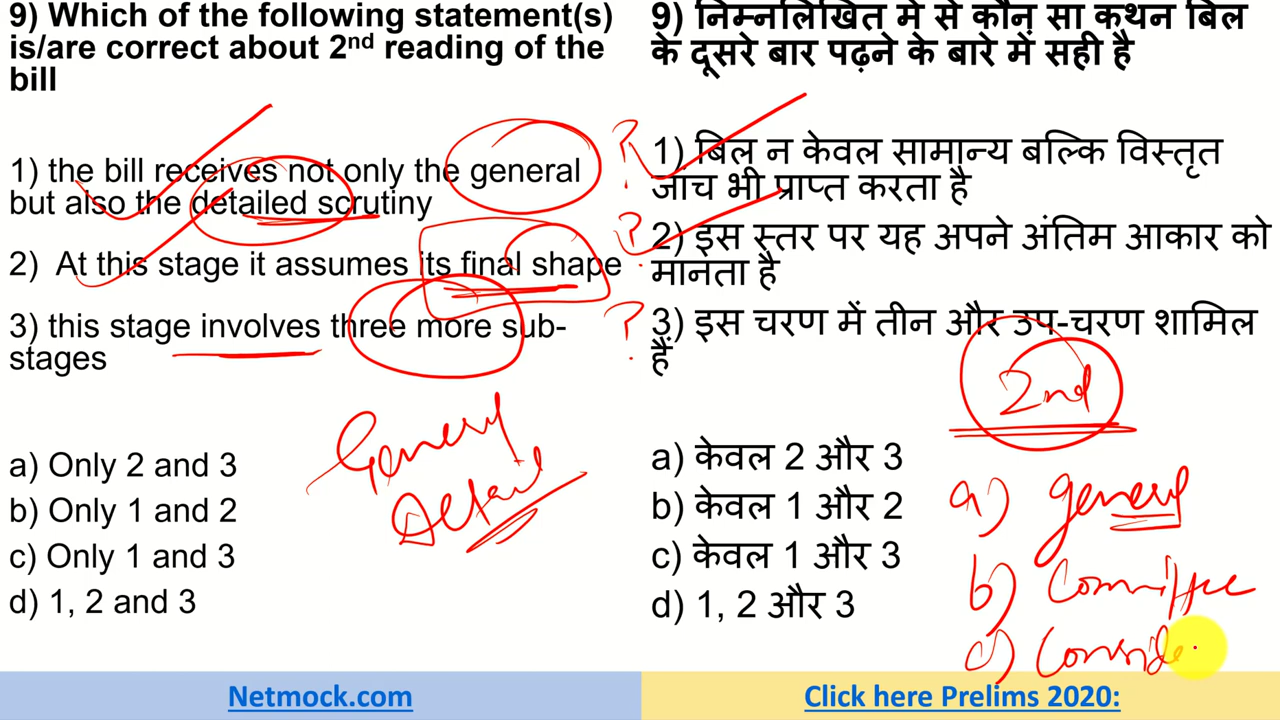 9) Which of the following statement(s)
is/are correct about 2nd reading of the
bill
1) the bill receives not only the general
but also the detailed scrutiny
2) At this stage it assumes its final shape
3) this stage involves three more sub-
stages
a) Only 2 and 3
b) Only 1 and 2
c) Only 1 and 3
d) 1, 2 and 3
General
Detail
Netmock.com
9) निम्नलिखित में से कौन सा कथन बिल
के दूसरे बार पढ़ने के बारे में सही है
1) बिल न केवल सामान्य बल्कि विस्तृत
जांच भी प्राप्त करता है
2) इस स्तर पर यह अपने अंतिम आकार को
मानता है
3) इस चरण में तीन और उप-चरण शामिल
हैं
? 
?
?
2nd
a) केवल 2 और 3
b) केवल 1 और 2
c) केवल 1 और 3
d) 1, 2 और 3
a) general
b) Committee
c) Conside
Click here Prelims 2020: